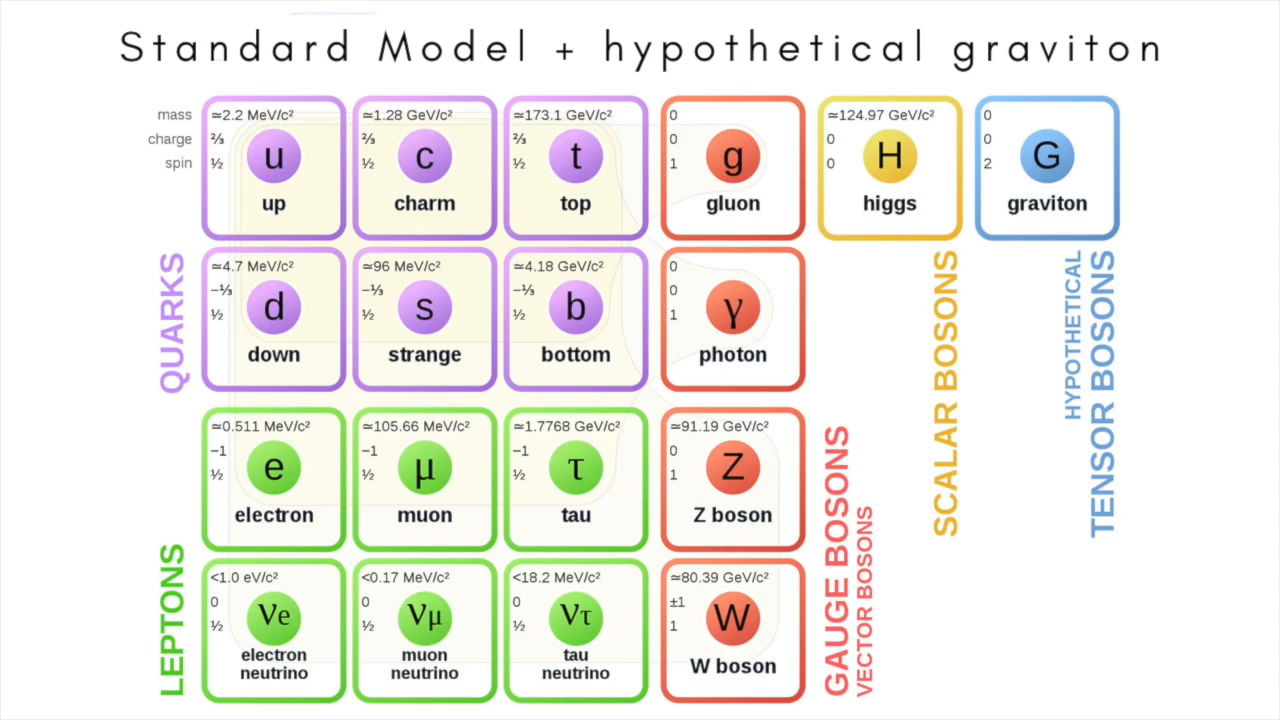 Standard Model + hypothetical graviton
mass
charge
spin
≃2.2 MeV/c²
⅔
½
u
up
≃1.28 GeV/c²
⅔
½
c
charm
≃173.1 GeV/c²
⅔
½
t
top
0
0
1
g
gluon
≃124.97 GeV/c²
0
0
H
higgs
0
0
2
G
graviton
QUARKS
≃4.7 MeV/c²
−⅓
½
d
down
≃96 MeV/c²
−⅓
½
s
strange
≃4.18 GeV/c²
−⅓
½
b
bottom
0
0
1
γ
photon
SCALAR BOSONS
HYPOTHETICAL
TENSOR BOSONS
LEPTONS
≃0.511 MeV/c²
−1
½
e
electron
≃105.66 MeV/c²
−1
½
μ
muon
≃1.7768 GeV/c²
−1
½
τ
tau
≃91.19 GeV/c²
0
1
Z
Z boson
GAUGE BOSONS
VECTOR BOSONS
<1.0 eV/c²
0
½
νe
electron
neutrino
<0.17 MeV/c²
0
½
νμ
muon
neutrino
<18.2 MeV/c²
0
½
ντ
tau
neutrino
≃80.39 GeV/c²
±1
1
W
W boson